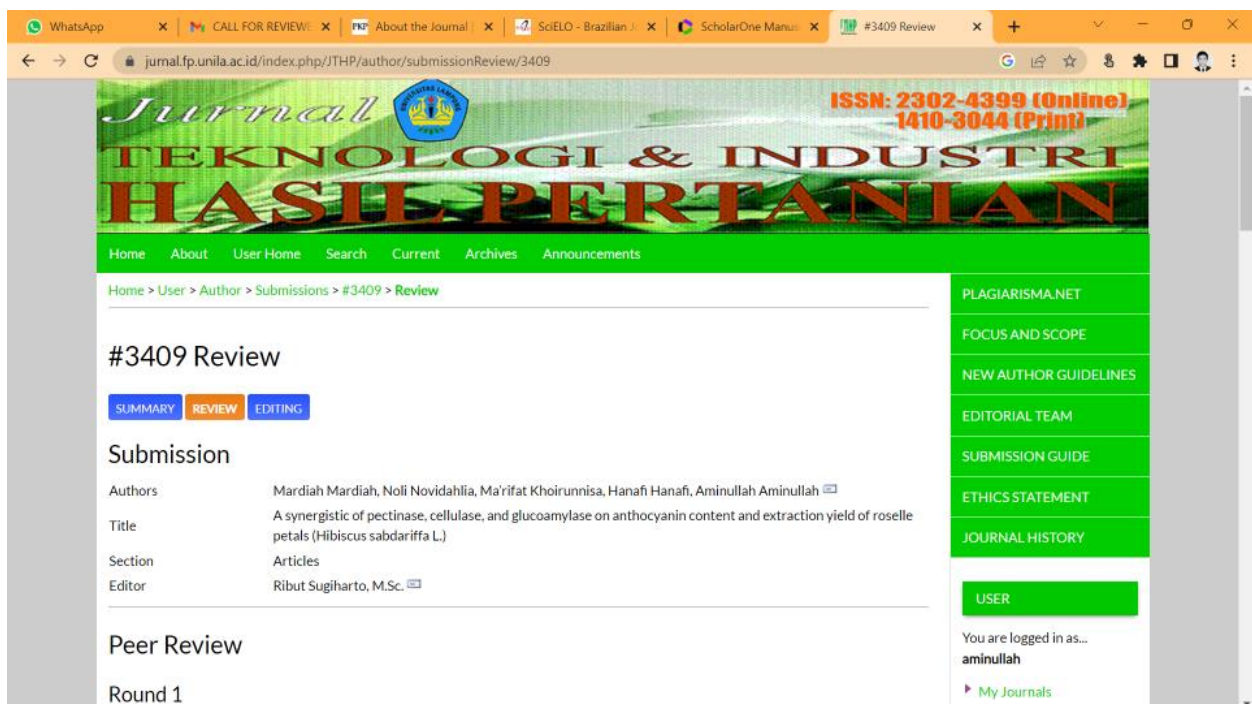 WhatsApp
CALL FOR REVIEWE
PKP About the Journal
SciELO - Brazilian J
ScholarOne Manus
#3409 Review
jurnal.fp.unila.ac.id/index.php/JTHP/author/submissionReview/3409
Jurnal
ISSN: 2302-4399 (Online)
1410-3044 (Print)
TEKNOLOGI & INDUSTRI
HASIL PERTANIAN
Home About User Home Search Current Archives Announcements
Home > User > Author > Submissions > #3409 > Review
#3409 Review
SUMMARY REVIEW EDITING
Submission
Authors Mardiah Mardiah, Noli Novidahlia, Ma'rifat Khoirunnisa, Hanafi Hanafi, Aminullah Aminullah
Title A synergistic of pectinase, cellulase, and glucoamylase on anthocyanin content and extraction yield of roselle
petals (Hibiscus sabdariffa L.)
Section Articles
Editor Ribut Sugiharto, M.Sc.
Peer Review
Round 1
PLAGIARISMA.NET
FOCUS AND SCOPE
NEW AUTHOR GUIDELINES
EDITORIAL TEAM
SUBMISSION GUIDE
ETHICS STATEMENT
JOURNAL HISTORY
USER
You are logged in as...
aminullah
My Journals